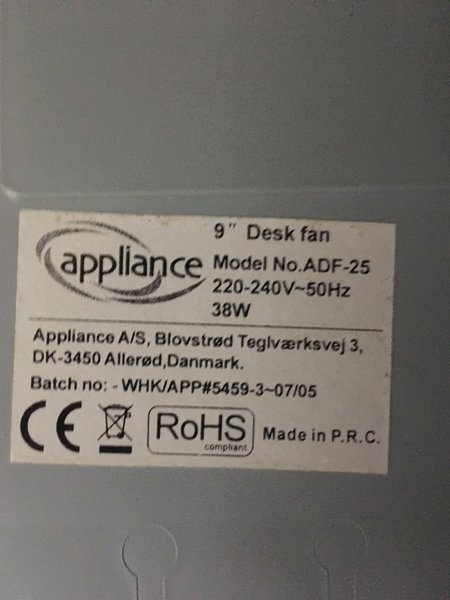 appliance
9" Desk fan
Model No.ADF-25
220-240V~50Hz
38W
Appliance A/S, Blovstrød Teglværksvej 3,
DK-3450 Allerød,Danmark.
Batch no: - WHK/APP#5459-3~07/05
CE RoHS compliant Made in P.R.C.